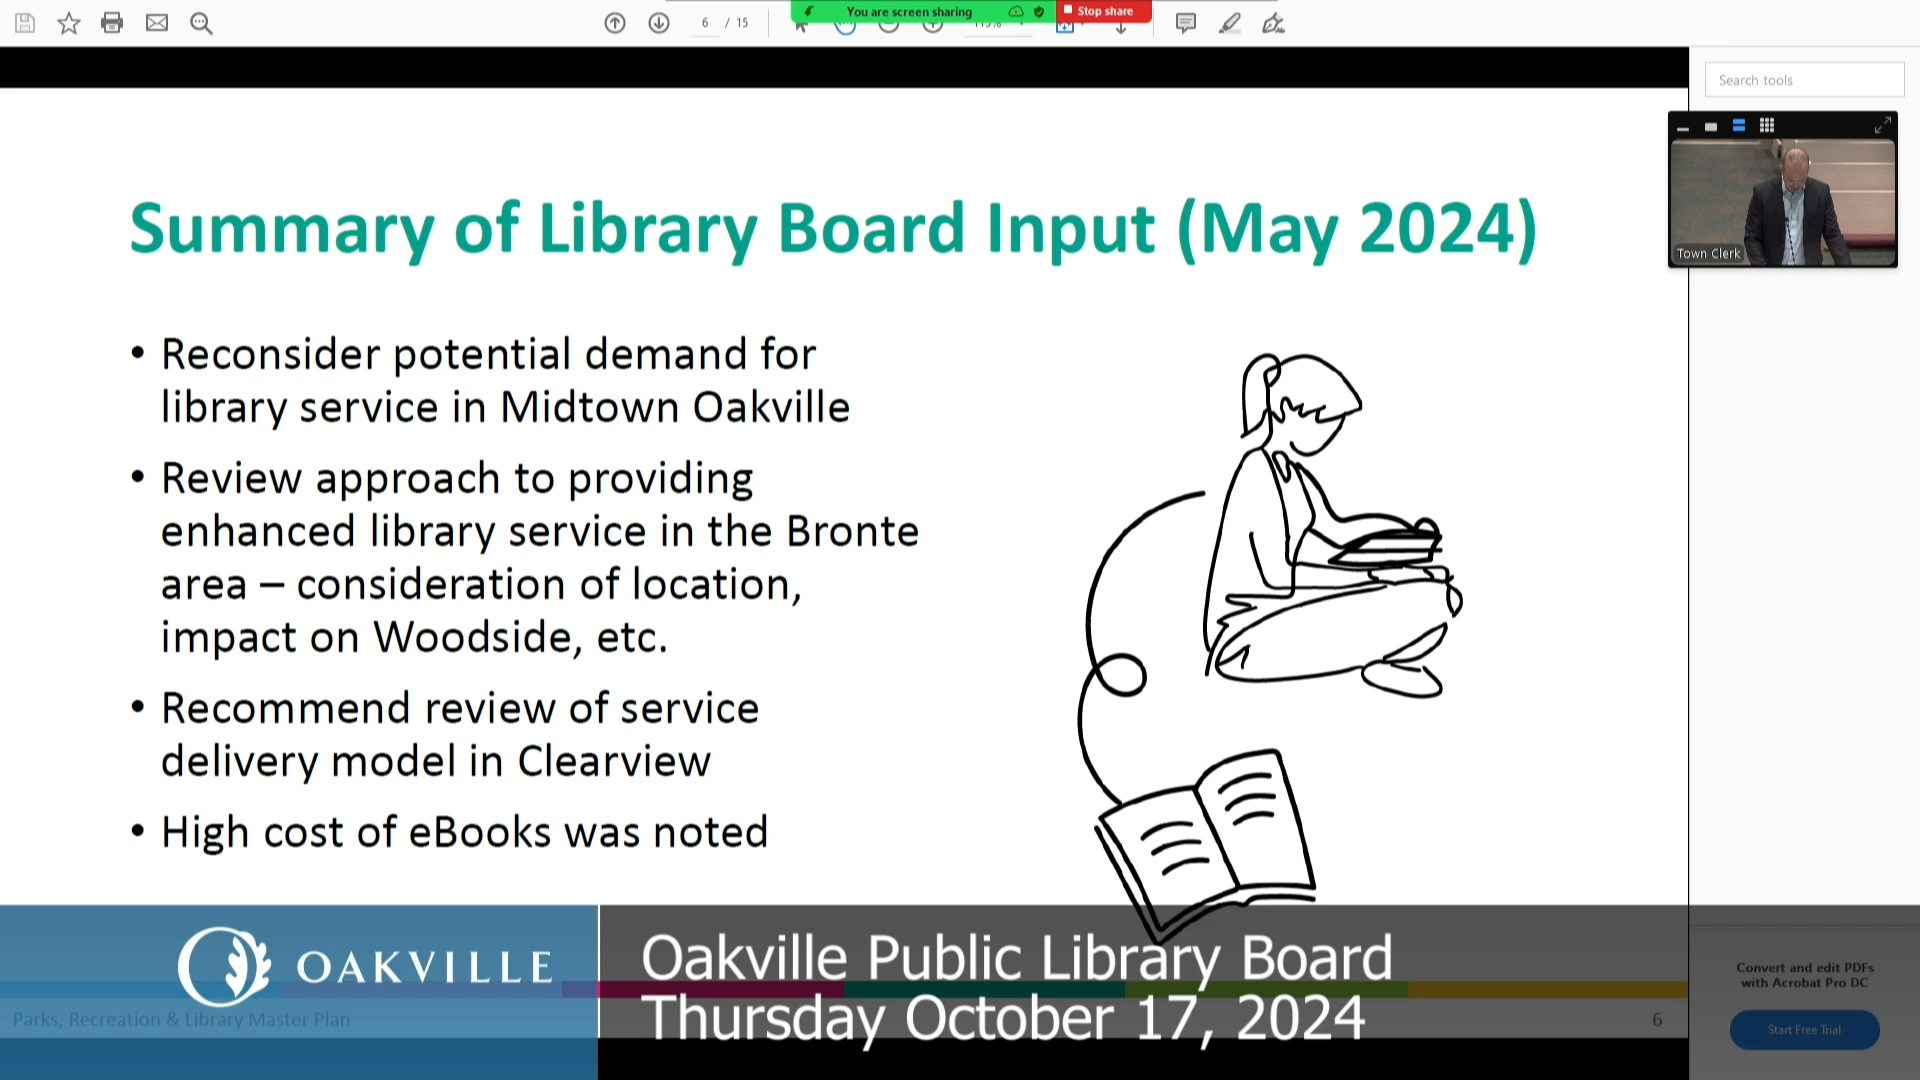 6 / 15
You are screen sharing
Stop share
Search tools
Town Clerk
Summary of Library Board Input (May 2024)
• Reconsider potential demand for
library service in Midtown Oakville
• Review approach to providing
enhanced library service in the Bronte
area – consideration of location,
impact on Woodside, etc.
• Recommend review of service
delivery model in Clearview
• High cost of eBooks was noted
OAKVILLE
Oakville Public Library Board
Thursday October 17, 2024
Parks, Recreation & Library Master Plan
6
Convert and edit PDFs
with Acrobat Pro DC
Start Free Trial